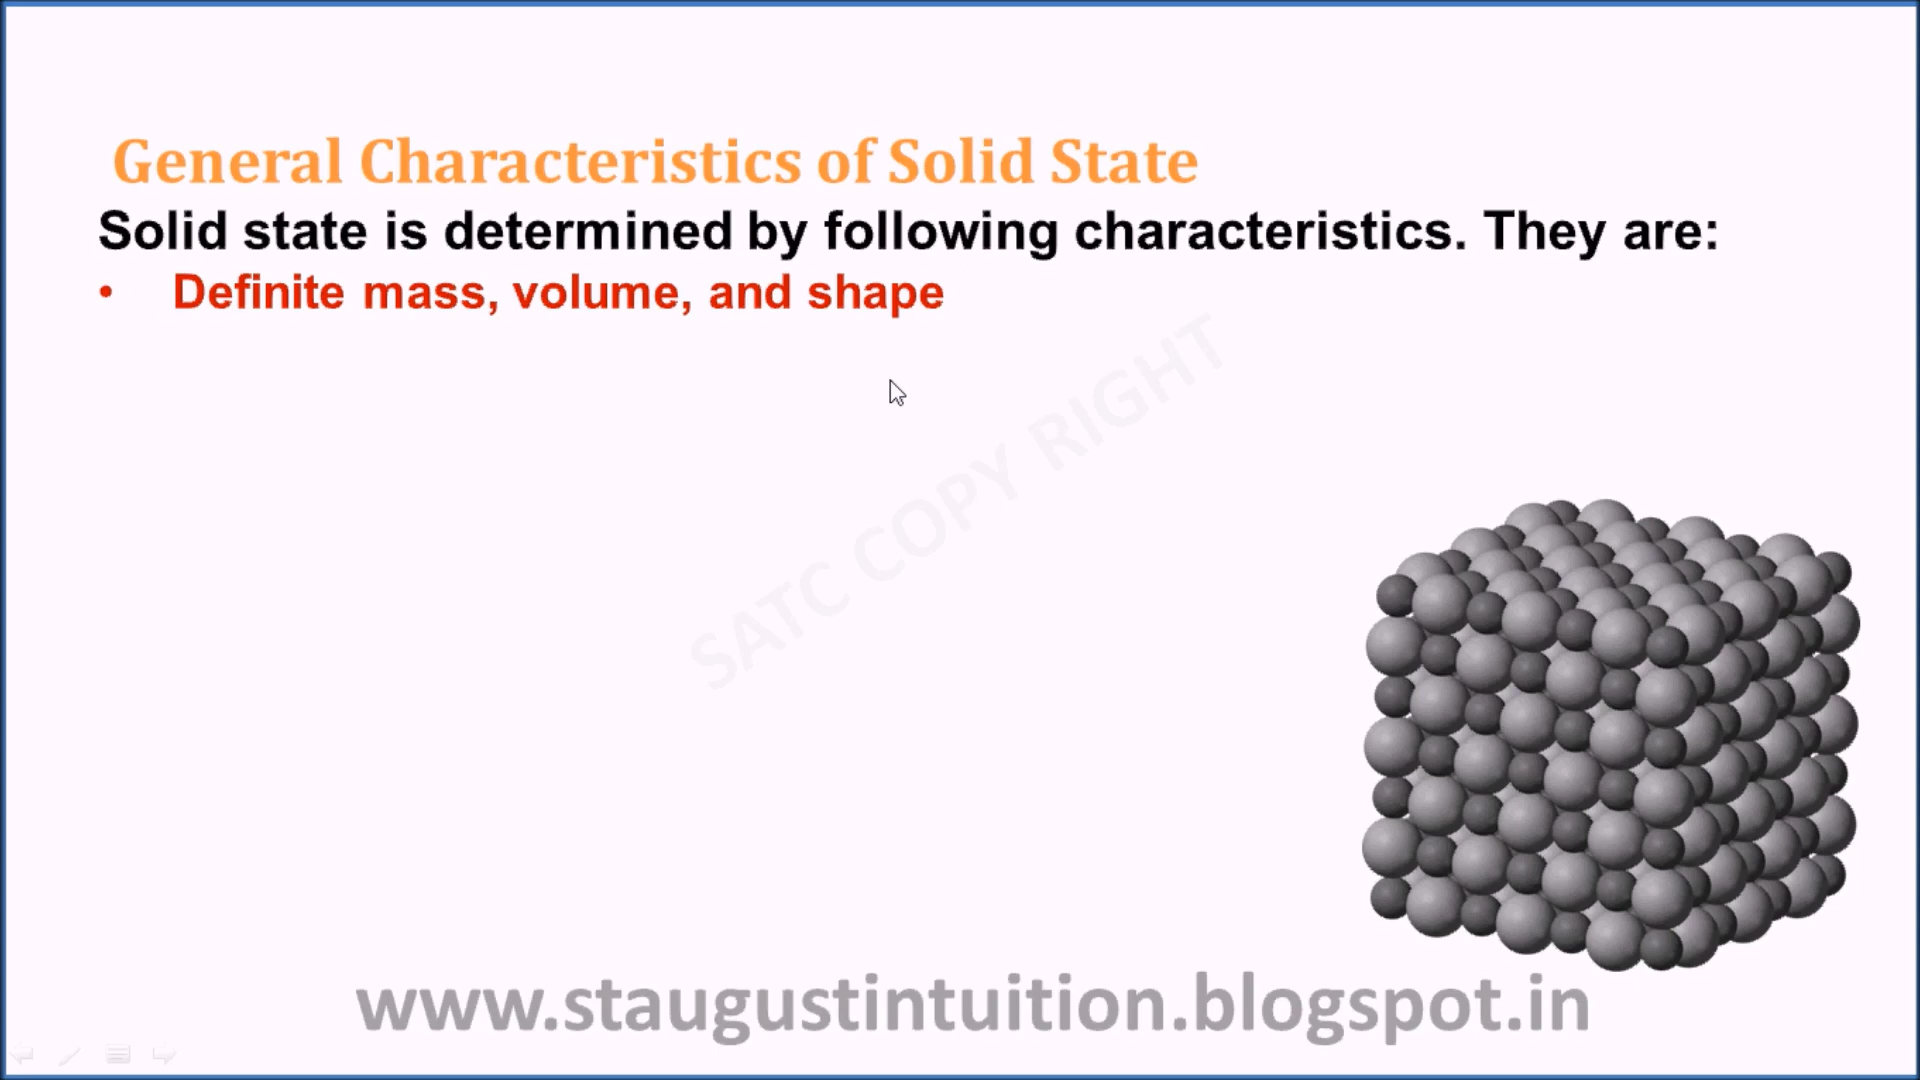 General Characteristics of Solid State
Solid state is determined by following characteristics. They are:
• Definite mass, volume, and shape
SATC COPY RIGHT
www.staugustintuition.blogspot.in